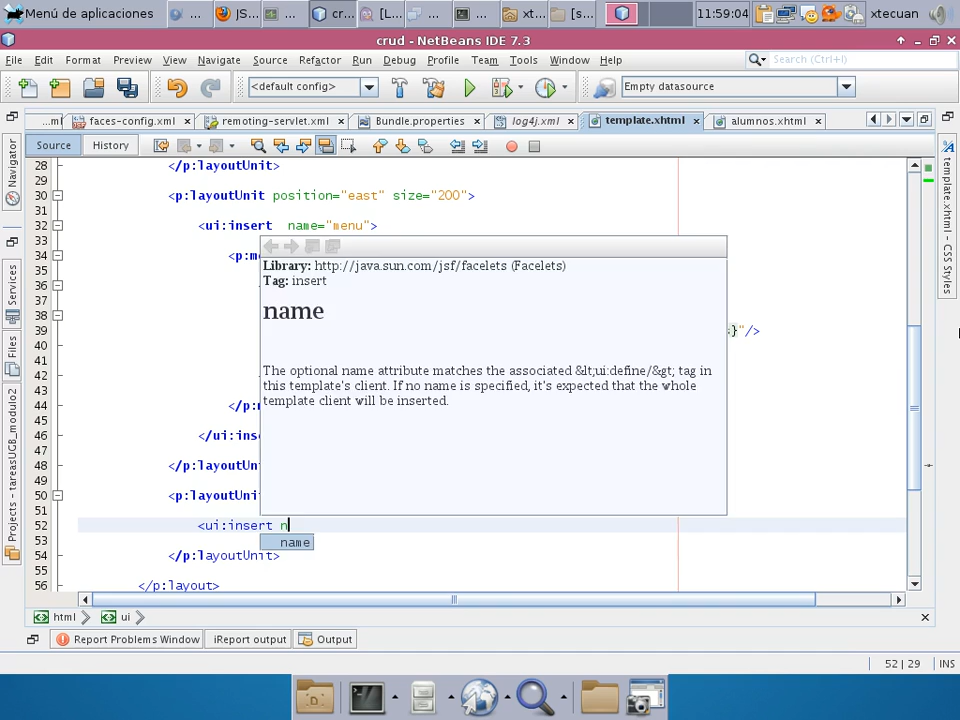 Menú de aplicaciones
...
JS...
...
cr...
[L...
...
...
xt...
[s...
11:59:04
xtecuan
crud - NetBeans IDE 7.3
File Edit Format Preview View Navigate Source Refactor Run Debug Profile Team Tools Window Help
Search (Ctrl+I)
<default config>
Empty datasource
...ml
faces-config.xml
remoting-servlet.xml
Bundle.properties
log4j.xml
template.xhtml
alumnos.xhtml
Source
History
Navigator
Services
Files
Projects - tareasUGB_modulo2
template.xhtml - CSS Styles
28 </p:layoutUnit>
29
30 <p:layoutUnit position="east" size="200">
31
32 <ui:insert  name="menu">
33
34 <p:m
35
36
37
38
39 s}"/>
40
41
42
43
44 </p:m
45
46 </ui:inse
47
48 </p:layoutUni
49
50 <p:layoutUni
51
52 <ui:insert n
53
54 </p:layoutUnit>
55
56 </p:layout>
Library: http://java.sun.com/jsf/facelets (Facelets)
Tag: insert
name
The optional name attribute matches the associated &lt;ui:define/&gt; tag in
this template's client. If no name is specified, it's expected that the whole
template client will be inserted.
name
html
ui
Report Problems Window
iReport output
Output
52 | 29
INS
D